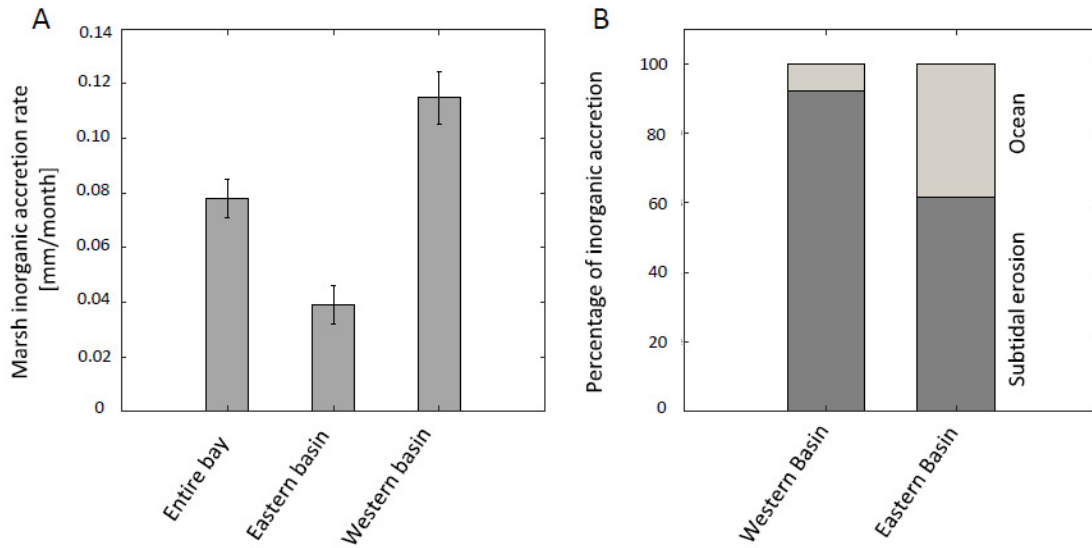 A
Marsh inorganic accretion rate
[mm/month]
0.14
0.12
0.10
0.08
0.06
0.04
0.02
0
Entire bay
Eastern basin
Western basin
B
Percentage of inorganic accretion
100
80
60
40
20
0
Western Basin
Eastern Basin
Ocean
Subtidal erosion